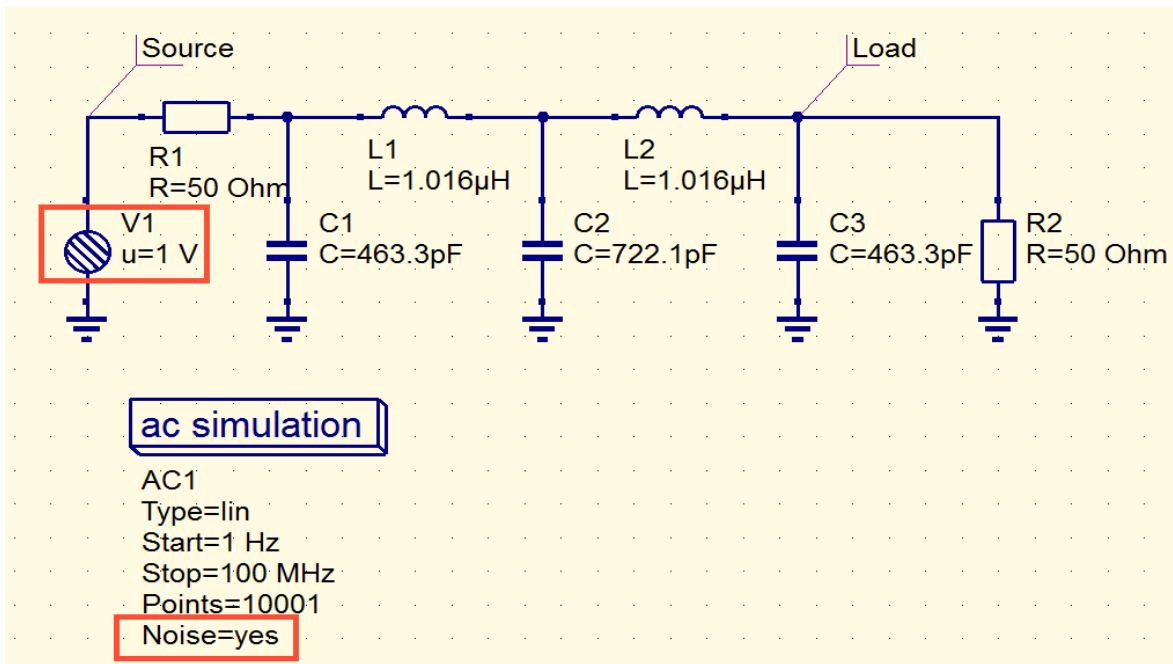 Source
Load
R1
R=50 Ohm
L1
L=1.016µH
L2
L=1.016µH
V1
u=1 V
C1
C=463.3pF
C2
C=722.1pF
C3
C=463.3pF
R2
R=50 Ohm
ac simulation
AC1
Type=lin
Start=1 Hz
Stop=100 MHz
Points=10001
Noise=yes